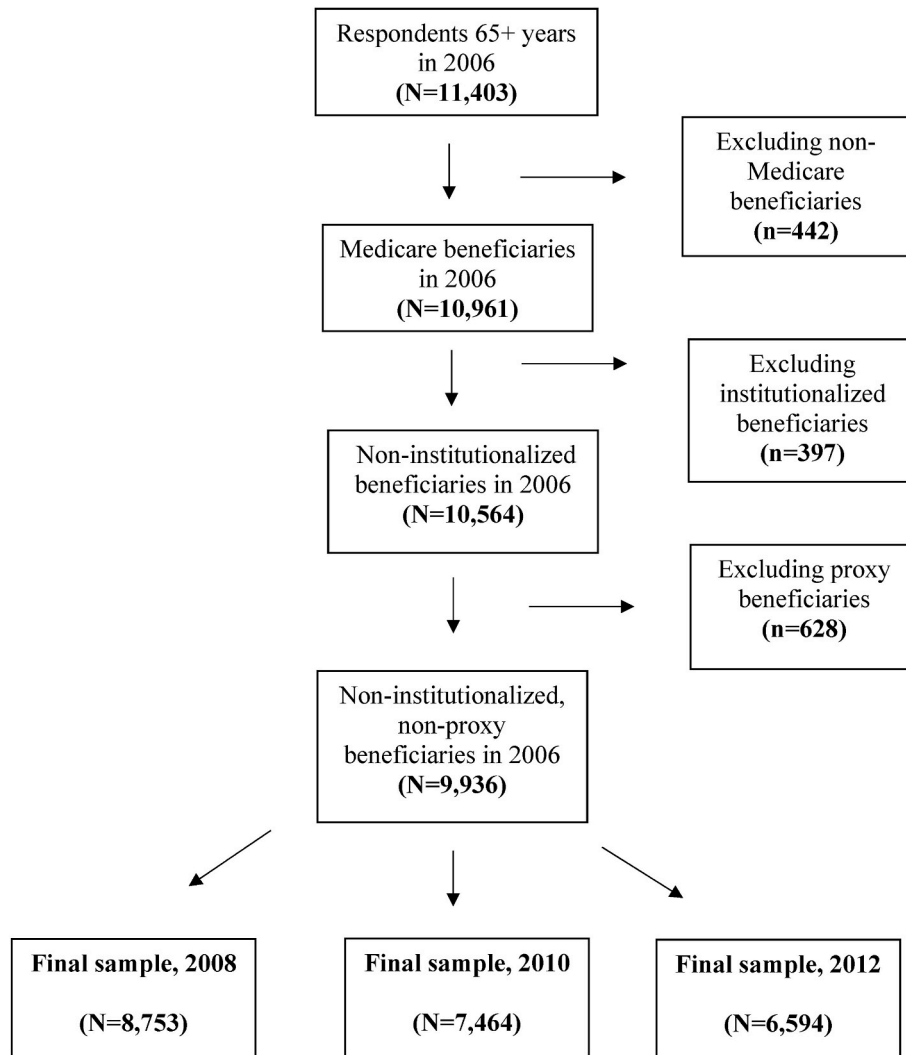 Respondents 65+ years
in 2006
(N=11,403)
Excluding non-
Medicare
beneficiaries
(n=442)
Medicare beneficiaries
in 2006
(N=10,961)
Excluding
institutionalized
beneficiaries
(n=397)
Non-institutionalized
beneficiaries in 2006
(N=10,564)
Excluding proxy
beneficiaries
(n=628)
Non-institutionalized,
non-proxy
beneficiaries in 2006
(N=9,936)
Final sample, 2008
(N=8,753)
Final sample, 2010
(N=7,464)
Final sample, 2012
(N=6,594)